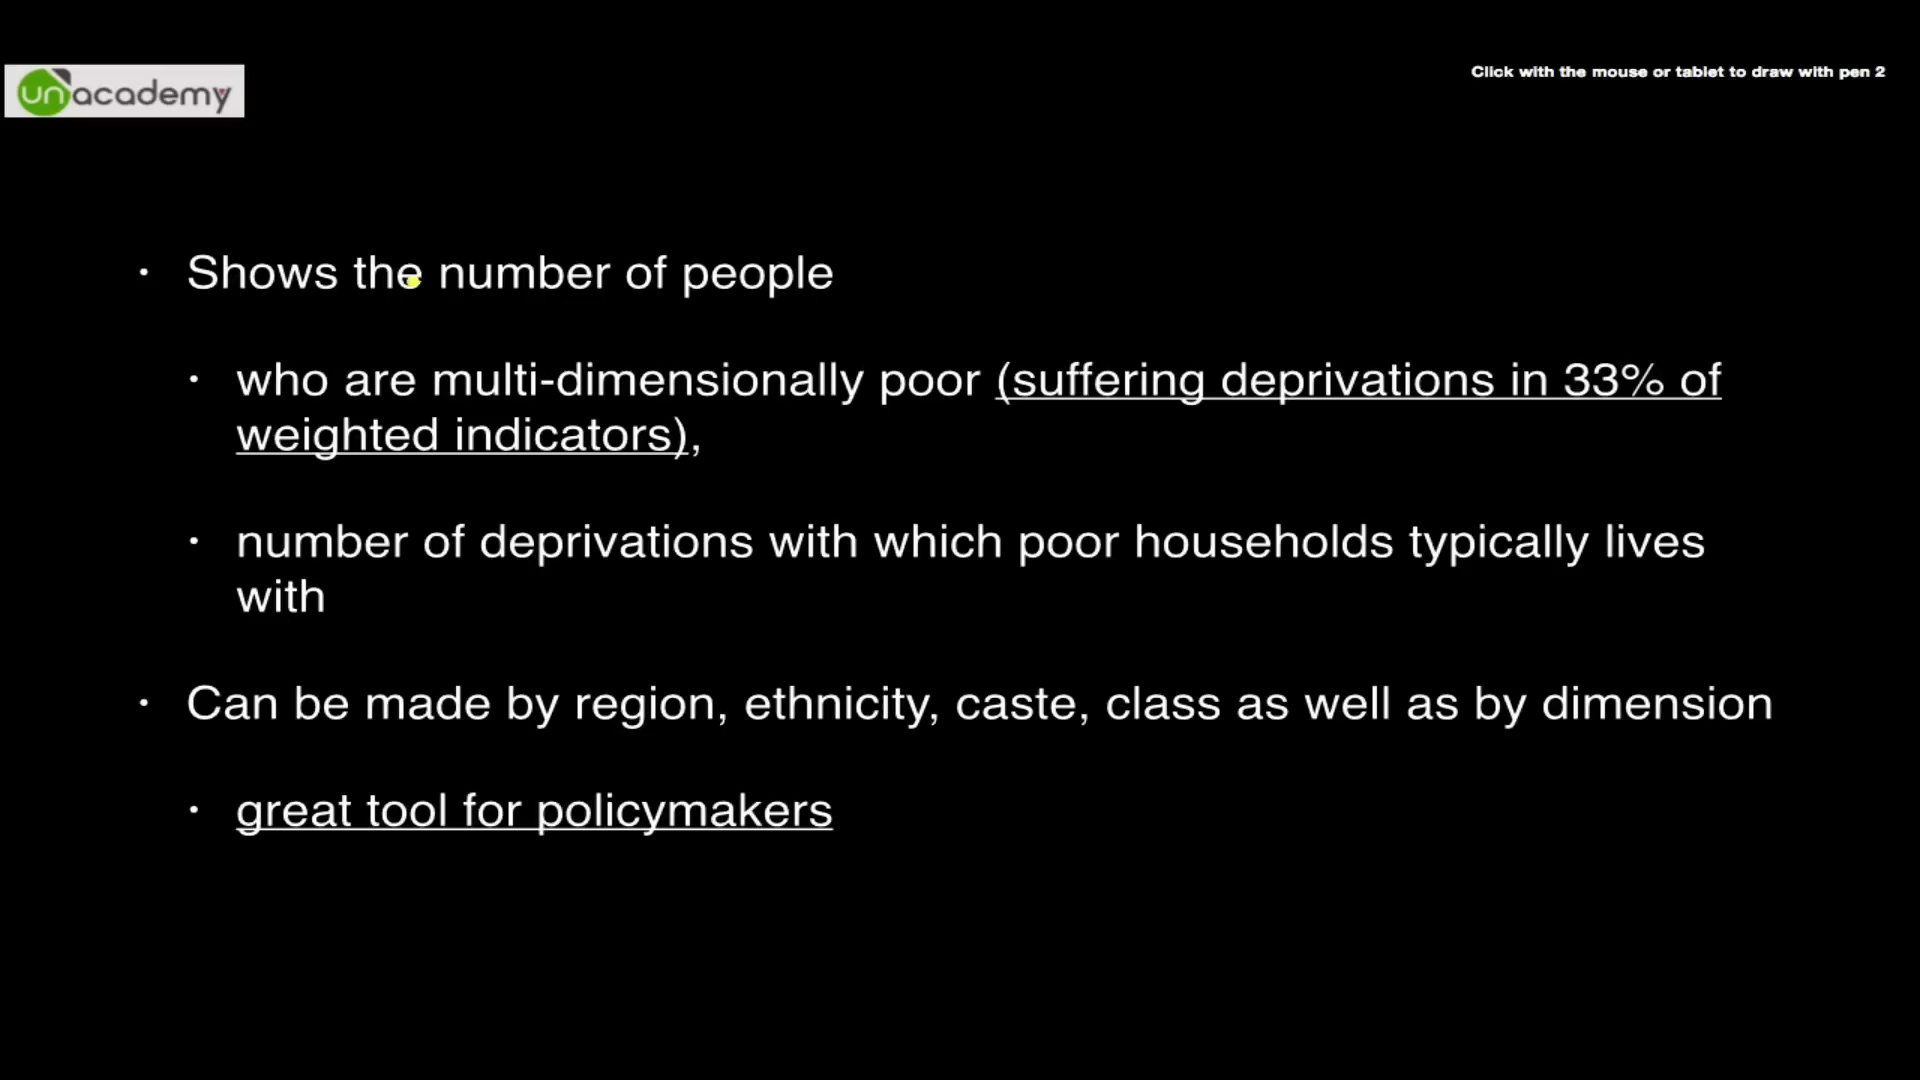 unacademy
Click with the mouse or tablet to draw with pen 2
• Shows the number of people
• who are multi-dimensionally poor (suffering deprivations in 33% of
weighted indicators),
• number of deprivations with which poor households typically lives
with
• Can be made by region, ethnicity, caste, class as well as by dimension
• great tool for policymakers